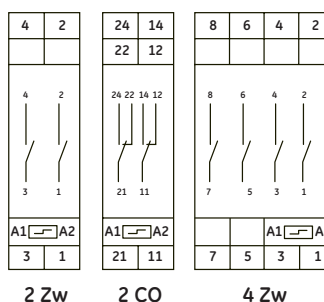 4 2
4 2
3 1
A1 A2
3 1
2 Zw
24 14
22 12
24 22 14 12
21 11
A1 A2
21 11
2 CO
8 6 4 2
8 6 4 2
7 5 3 1
A1 A
7 5 3 1
4 Zw